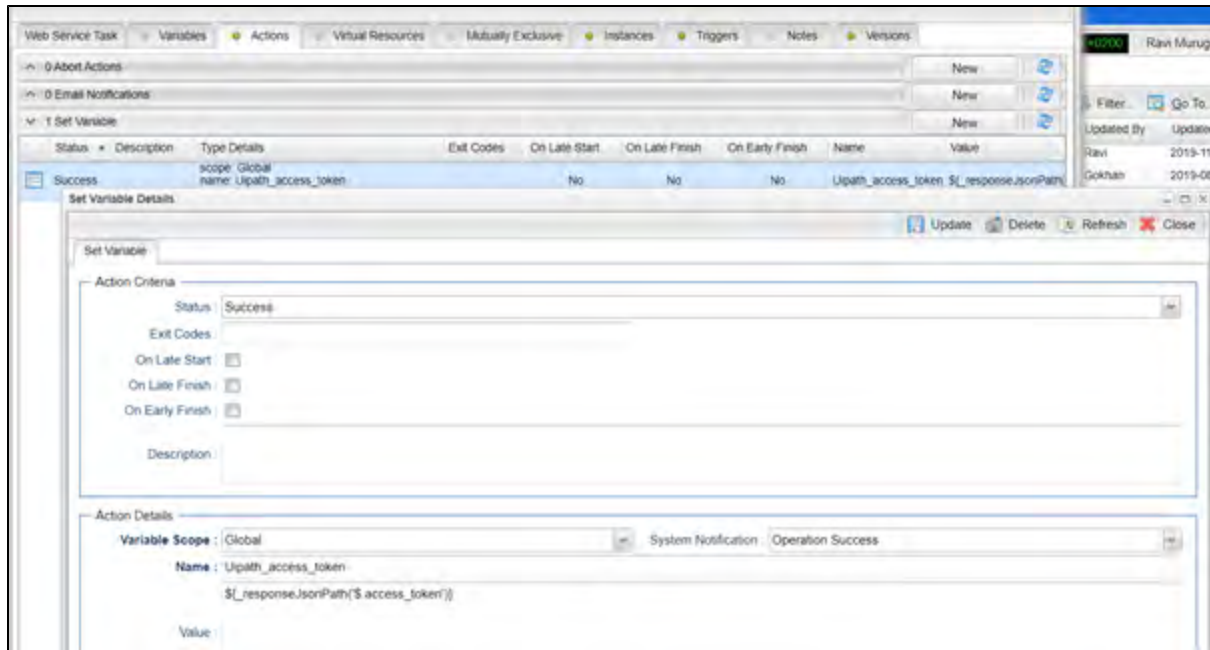 Web Service Task Variables Actions Virtual Resources Mutually Exclusive Instances Triggers Notes Versions
+0200 Ravi Murug
0 Abort Actions New
0 Email Notifications New
Filter... Go To..
1 Set Variable New
Updated By Update
Status Description Type Details Exit Codes On Late Start On Late Finish On Early Finish Name Value
Ravi 2019-11
Success scope: Global
name: Uipath_access_token No No No Uipath_access_token ${_responseJsonPath(
Gokhan 2019-08
Set Variable Details
Update Delete Refresh Close
Set Variable
Action Criteria
Status : Success
Exit Codes :
On Late Start :
On Late Finish :
On Early Finish :
Description :
Action Details
Variable Scope : Global System Notification : Operation Success
Name : Uipath_access_token
${_responseJsonPath('$.access_token')}
Value :